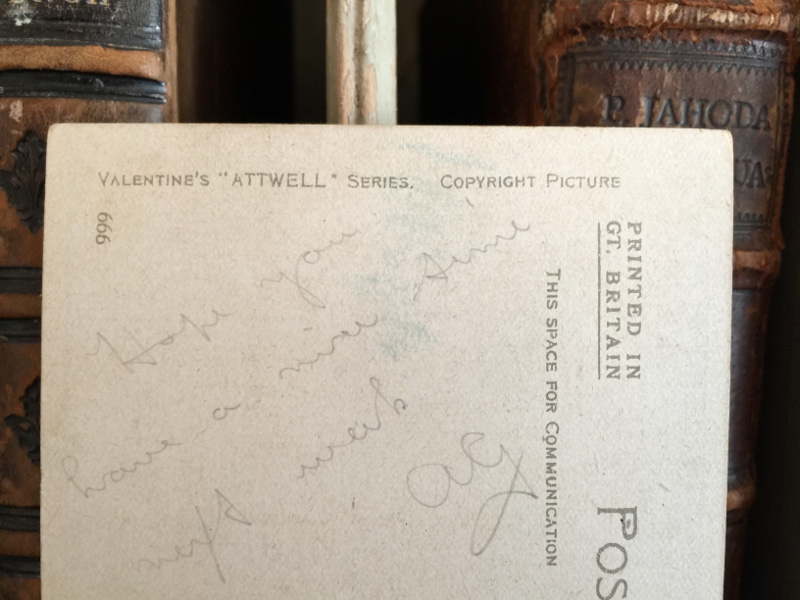 P. JAHODA
VALENTINE'S "ATTWELL" SERIES. COPYRIGHT PICTURE
666
PRINTED IN
GT. BRITAIN
THIS SPACE FOR COMMUNICATION
POS
Hope you
have a nice time
next week